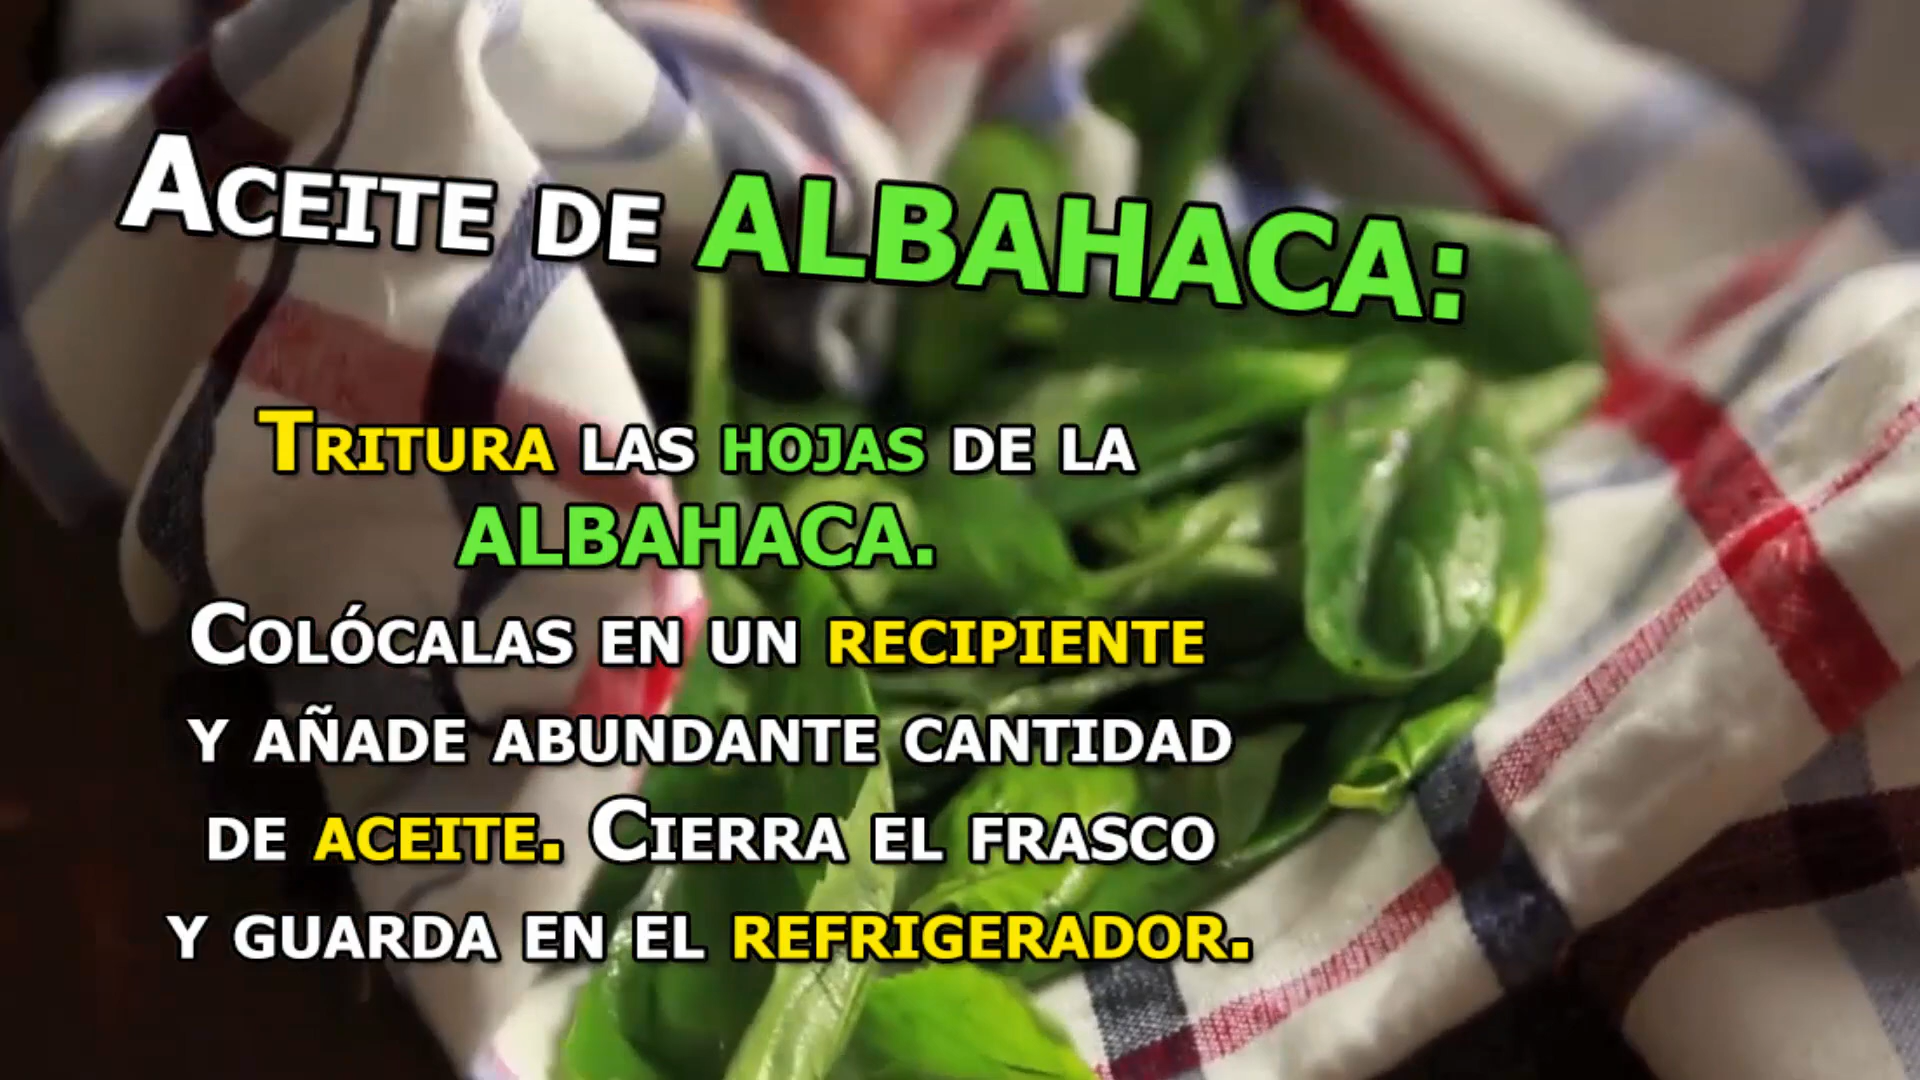 ACEITE DE ALBAHACA:
TRITURA LAS HOJAS DE LA
ALBAHACA.
COLÓCALAS EN UN RECIPIENTE
Y AÑADE ABUNDANTE CANTIDAD
DE ACEITE. CIERRA EL FRASCO
Y GUARDA EN EL REFRIGERADOR.